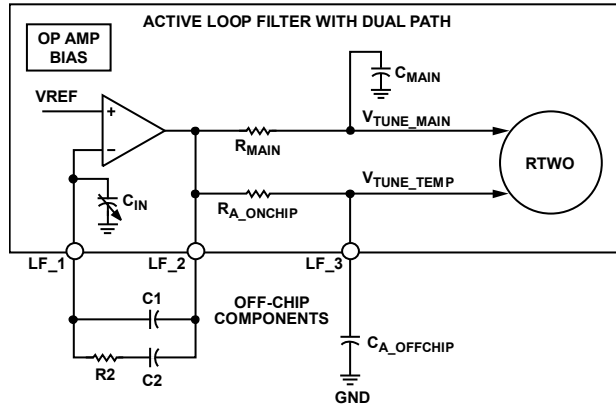 ACTIVE LOOP FILTER WITH DUAL PATH
OP AMP
BIAS
VREF
+
–
C_IN
C_MAIN
R_MAIN
V_TUNE_MAIN
RTWO
R_A_ONCHIP
V_TUNE_TEMP
LF_1
LF_2
LF_3
C1
OFF-CHIP
COMPONENTS
R2
C2
C_A_OFFCHIP
GND